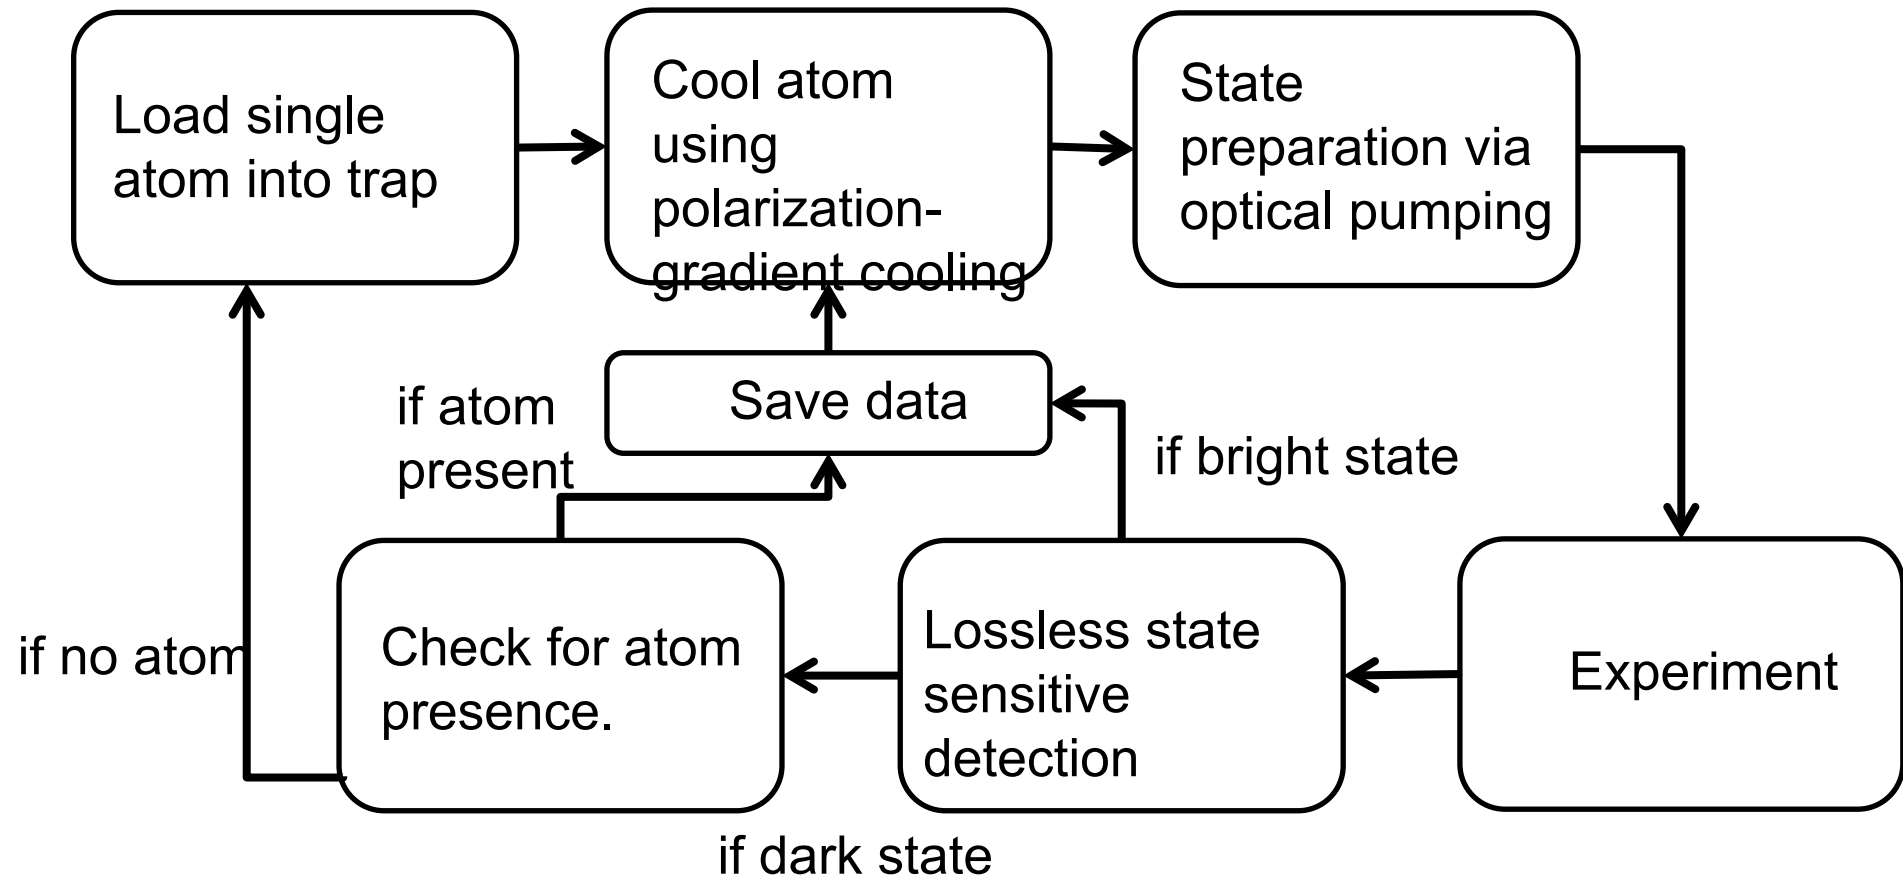 Load single
atom into trap
Cool atom
using
polarization-
gradient cooling
State
preparation via
optical pumping
if atom
present
Save data
if bright state
if no atom
Check for atom
presence.
Lossless state
sensitive
detection
Experiment
if dark state